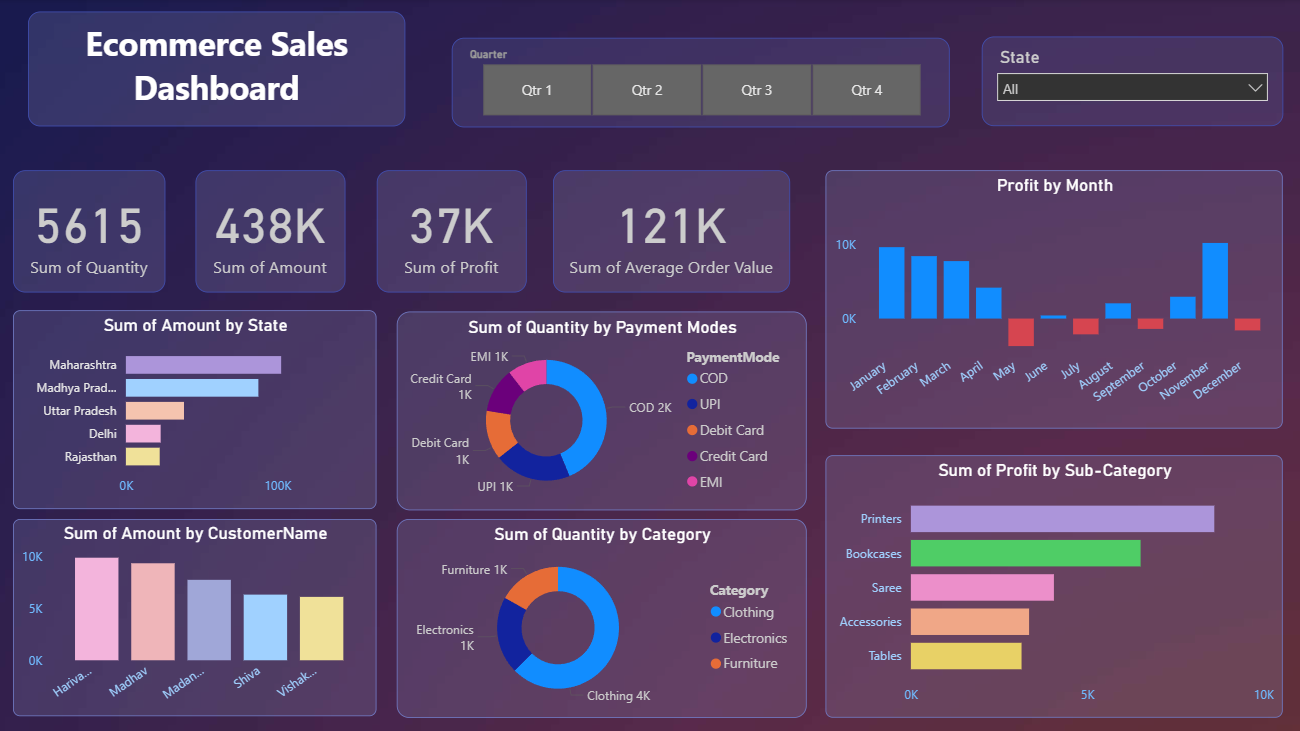 Ecommerce Sales
Dashboard
Quarter
Qtr 1
Qtr 2
Qtr 3
Qtr 4
State
All
5615
Sum of Quantity
438K
Sum of Amount
37K
Sum of Profit
121K
Sum of Average Order Value
Profit by Month
10K
0K
January
February
March
April
May
June
July
August
September
October
November
December
Sum of Amount by State
Maharashtra
Madhya Prad...
Uttar Pradesh
Delhi
Rajasthan
0K
100K
Sum of Quantity by Payment Modes
EMI 1K
Credit Card
1K
Debit Card
1K
UPI 1K
COD 2K
PaymentMode
COD
UPI
Debit Card
Credit Card
EMI
Sum of Profit by Sub-Category
Printers
Bookcases
Saree
Accessories
Tables
0K
5K
10K
Sum of Amount by CustomerName
10K
5K
0K
Hariva...
Madhav
Madan...
Shiva
Vishak...
Sum of Quantity by Category
Furniture 1K
Electronics
1K
Clothing 4K
Category
Clothing
Electronics
Furniture